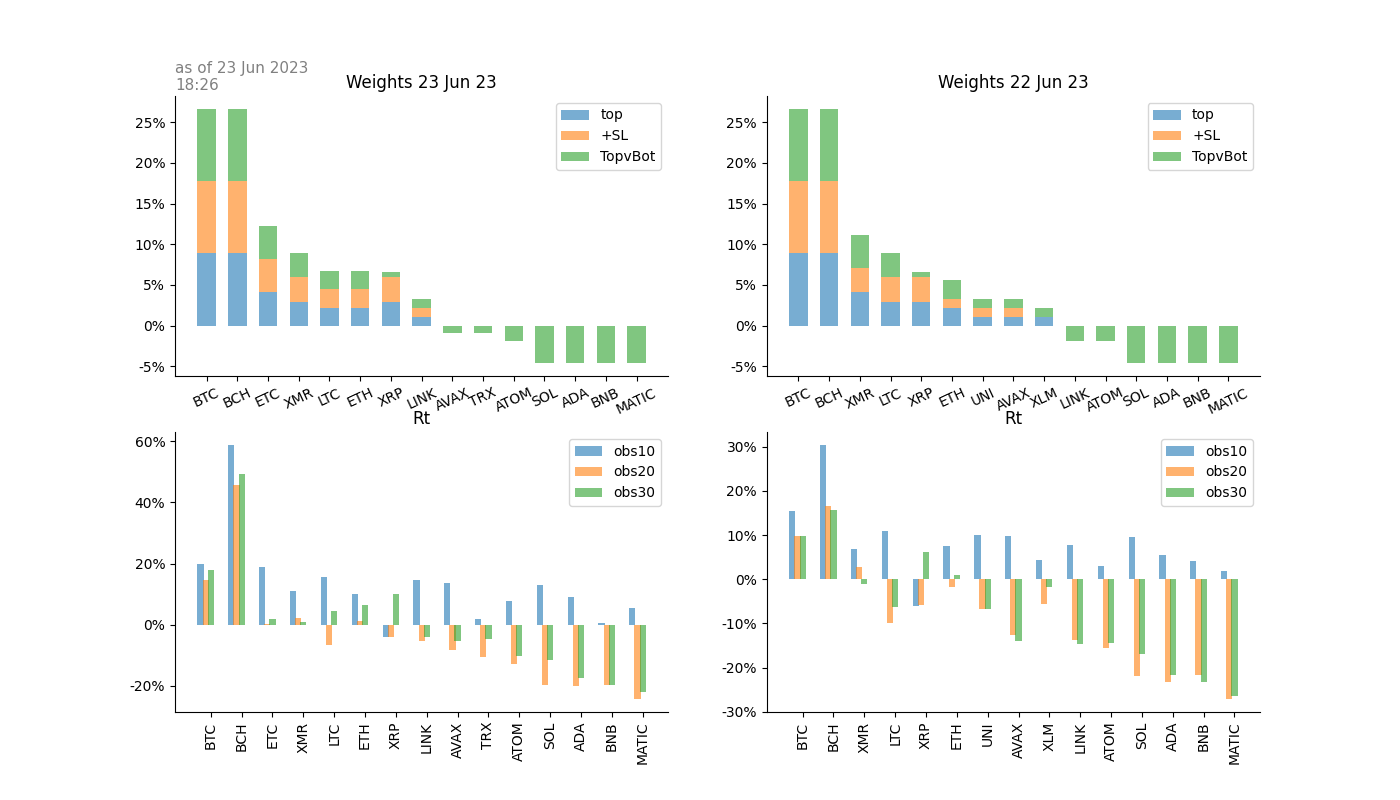 as of 23 Jun 2023
18:26
Weights 23 Jun 23
25%
20%
15%
10%
5%
0%
-5%
top
+SL
TopvBot
BTC BCH ETC XMR LTC ETH XRP LINK AVAX TRX ATOM SOL ADA BNB MATIC
Weights 22 Jun 23
25%
20%
15%
10%
5%
0%
-5%
top
+SL
TopvBot
BTC BCH XMR LTC XRP ETH UNI AVAX XLM LINK ATOM SOL ADA BNB MATIC
Rt
60%
40%
20%
0%
-20%
obs10
obs20
obs30
BTC BCH ETC XMR LTC ETH XRP LINK AVAX TRX ATOM SOL ADA BNB MATIC
Rt
30%
20%
10%
0%
-10%
-20%
-30%
obs10
obs20
obs30
BTC BCH XMR LTC XRP ETH UNI AVAX XLM LINK ATOM SOL ADA BNB MATIC